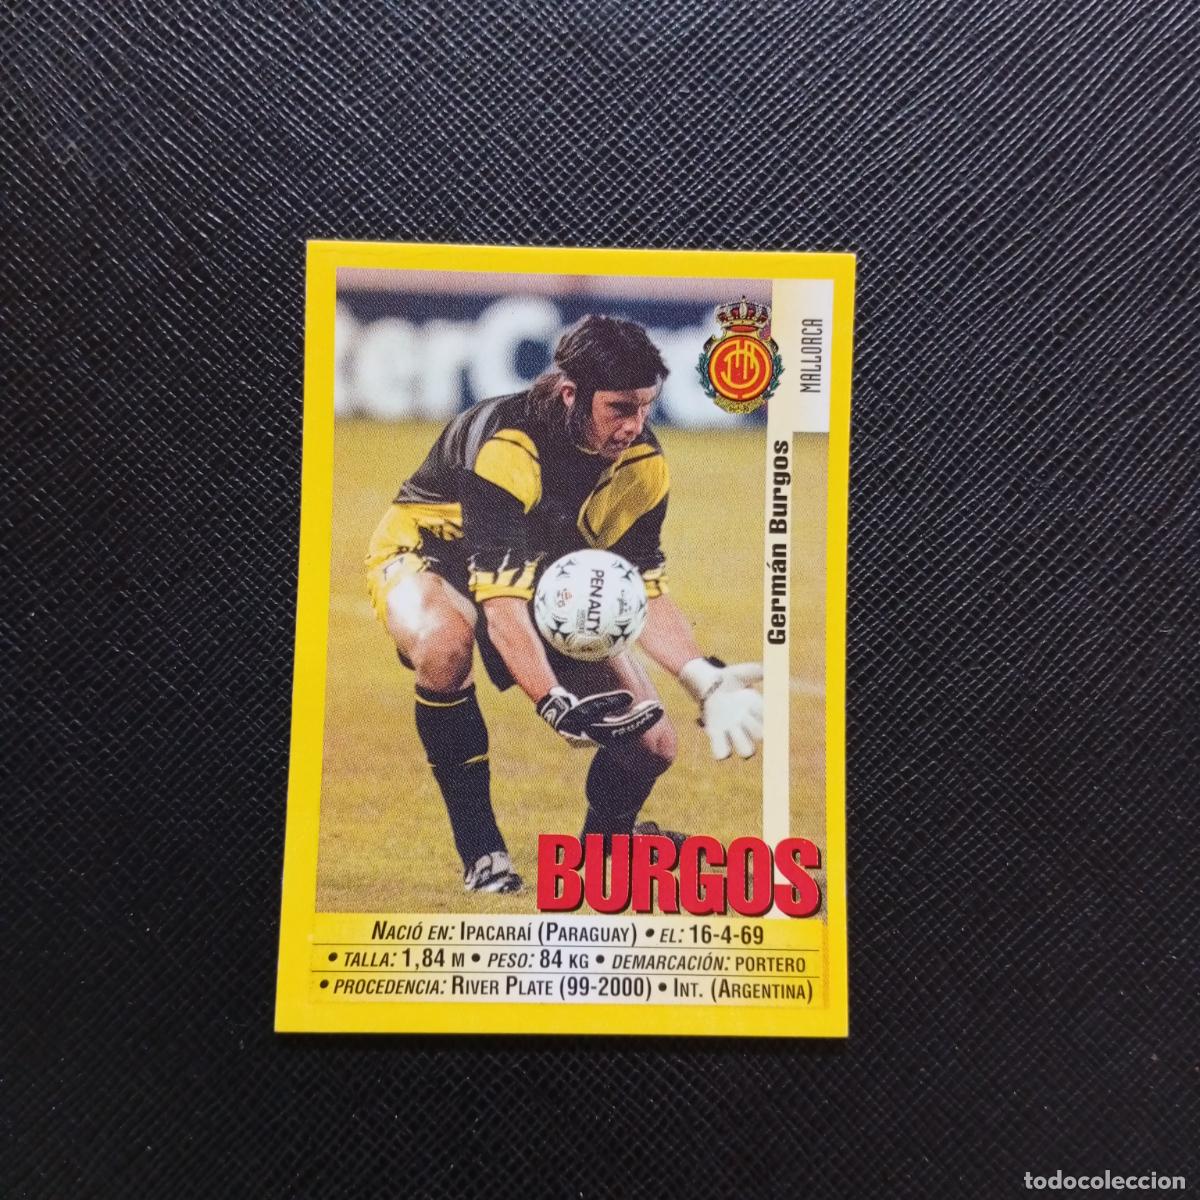 MALLORCA
Germán Burgos
PENALTY
BURGOS
NACIÓ EN: IPACARAÍ (PARAGUAY) • EL: 16-4-69
• TALLA: 1,84 M • PESO: 84 KG • DEMARCACIÓN: PORTERO
• PROCEDENCIA: RIVER PLATE (99-2000) • INT. (ARGENTINA)
todocoleccion